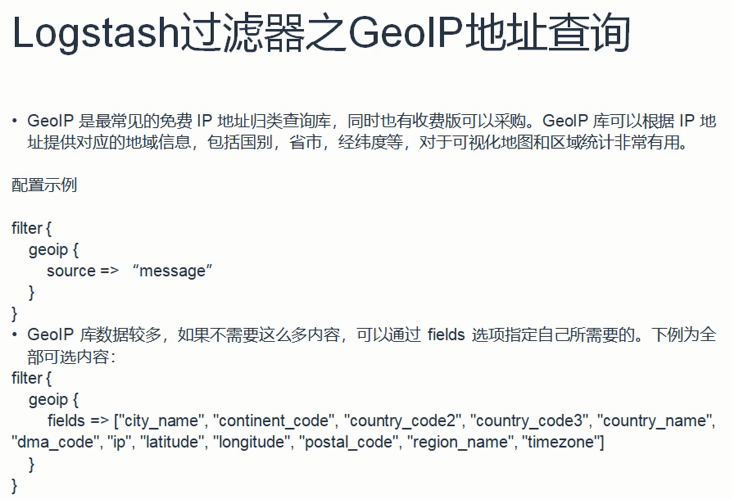 Logstash过滤器之GeoIP地址查询
• GeoIP 是最常见的免费 IP 地址归类查询库，同时也有收费版可以采购。GeoIP 库可以根据 IP 地
址提供对应的地域信息，包括国别，省市，经纬度等，对于可视化地图和区域统计非常有用。
配置示例
filter {
geoip {
source => “message”
}
}
• GeoIP 库数据较多，如果不需要这么多内容，可以通过 fields 选项指定自己所需要的。下例为全
部可选内容：
filter {
geoip {
fields => ["city_name", "continent_code", "country_code2", "country_code3", "country_name",
"dma_code", "ip", "latitude", "longitude", "postal_code", "region_name", "timezone"]
}
}